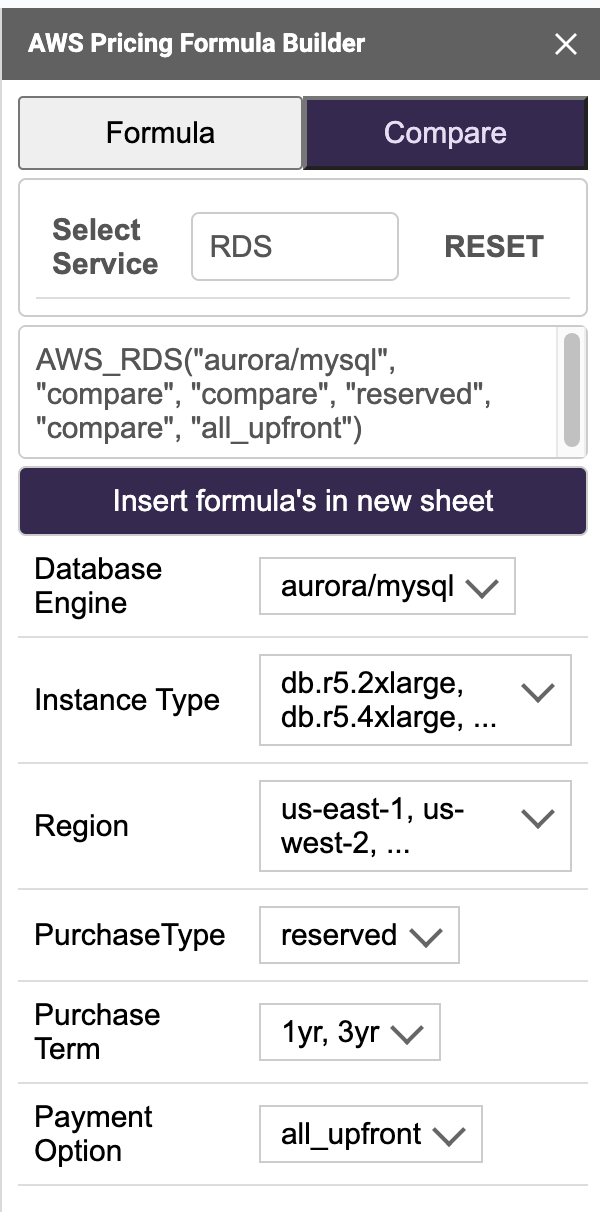 AWS Pricing Formula Builder
Formula
Compare
Select
Service
RDS
RESET
AWS_RDS("aurora/mysql",
"compare", "compare", "reserved",
"compare", "all_upfront")
Insert formula's in new sheet
Database
Engine
aurora/mysql
Instance Type
db.r5.2xlarge,
db.r5.4xlarge, ...
Region
us-east-1, us-
west-2, ...
PurchaseType
reserved
Purchase
Term
1yr, 3yr
Payment
Option
all_upfront